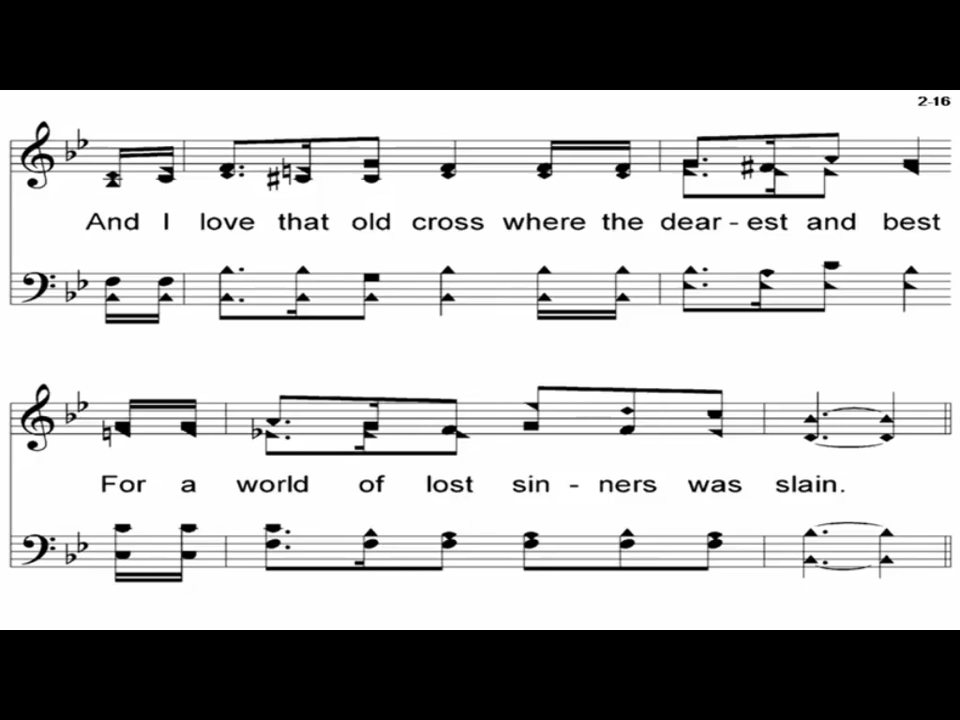 2-16
And I love that old cross where the dear - est and best
For a world of lost sin - ners was slain.